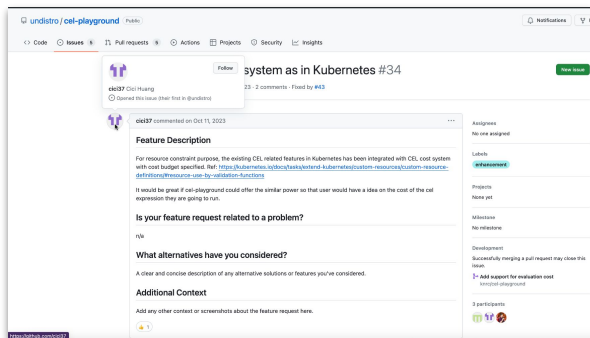 undistro / cel-playground Public
Notifications
Code Issues 5 Pull requests 5 Actions Projects Security Insights
Follow
cici37 Cici Huang
Opened this issue (their first in @undistro)
system as in Kubernetes #34
New issue
23 · 2 comments · Fixed by #43
cici37 commented on Oct 11, 2023
Feature Description
For resource constraint purpose, the existing CEL related features in Kubernetes has been integrated with CEL cost system
with cost budget specified. Ref: https://kubernetes.io/docs/tasks/extend-kubernetes/custom-resources/custom-resource-
definitions/#resource-use-by-validation-functions
It would be great if cel-playground could offer the similar power so that user would have a idea on the cost of the cel
expression they are going to run.
Is your feature request related to a problem?
n/a
What alternatives have you considered?
A clear and concise description of any alternative solutions or features you've considered.
Additional Context
Add any other context or screenshots about the feature request here.
1
Assignees
No one assigned
Labels
enhancement
Projects
None yet
Milestone
No milestone
Development
Successfully merging a pull request may close this
issue.
Add support for evaluation cost
3 participants
https://github.com/cici37